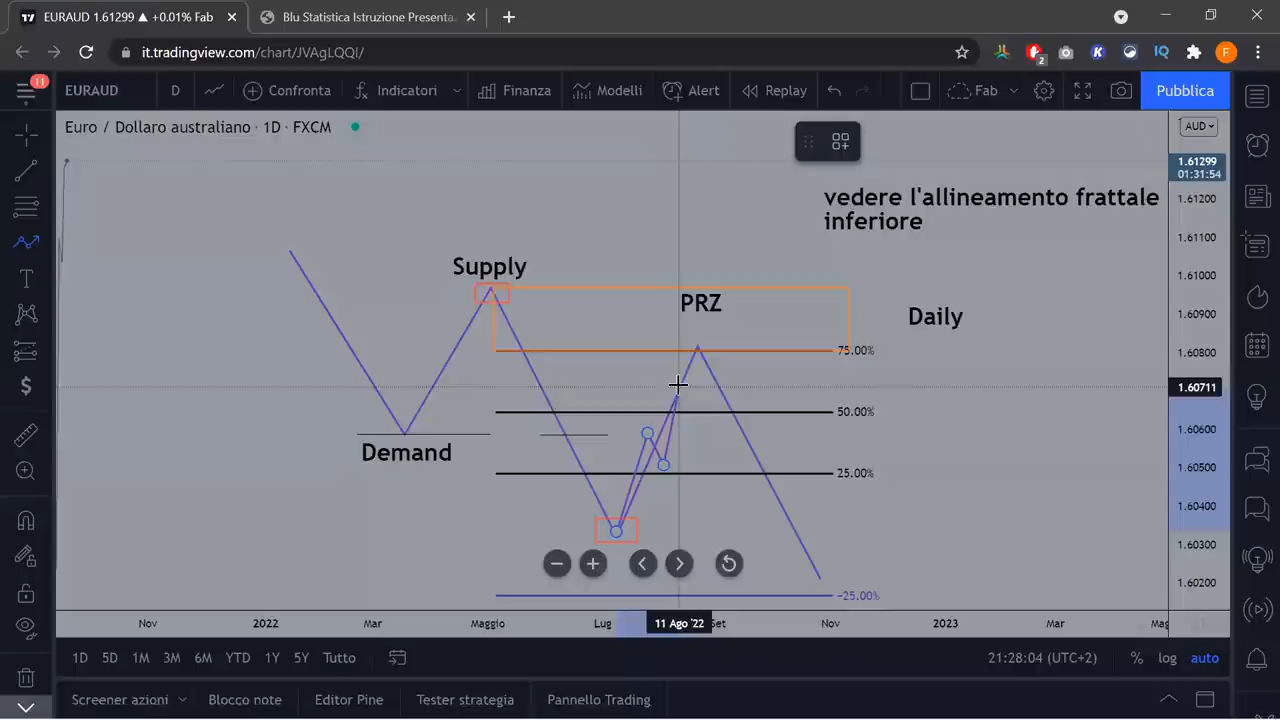 EURAUD 1.61299 ▲ +0.01% Fab
Blu Statistica Istruzione Presenta
it.tradingview.com/chart/JVAgLQQl/
2
K
IQ
F
11
EURAUD
D
Confronta
Indicatori
Finanza
Modelli
Alert
Replay
Fab
Pubblica
Euro / Dollaro australiano · 1D · FXCM
AUD
1.61299
01:31:54
1.61200
1.61100
1.61000
1.60900
1.60800
1.60711
1.60600
1.60500
1.60400
1.60300
1.60200
vedere l'allineamento frattale
inferiore
Supply
PRZ
Daily
75.00%
50.00%
Demand
25.00%
-25.00%
Nov
2022
Mar
Maggio
Lug
11 Ago '22
Set
Nov
2023
Mar
Mag
1D
5D
1M
3M
6M
YTD
1Y
5Y
Tutto
21:28:04 (UTC+2)
%
log
auto
Screener azioni
Blocco note
Editor Pine
Tester strategia
Pannello Trading